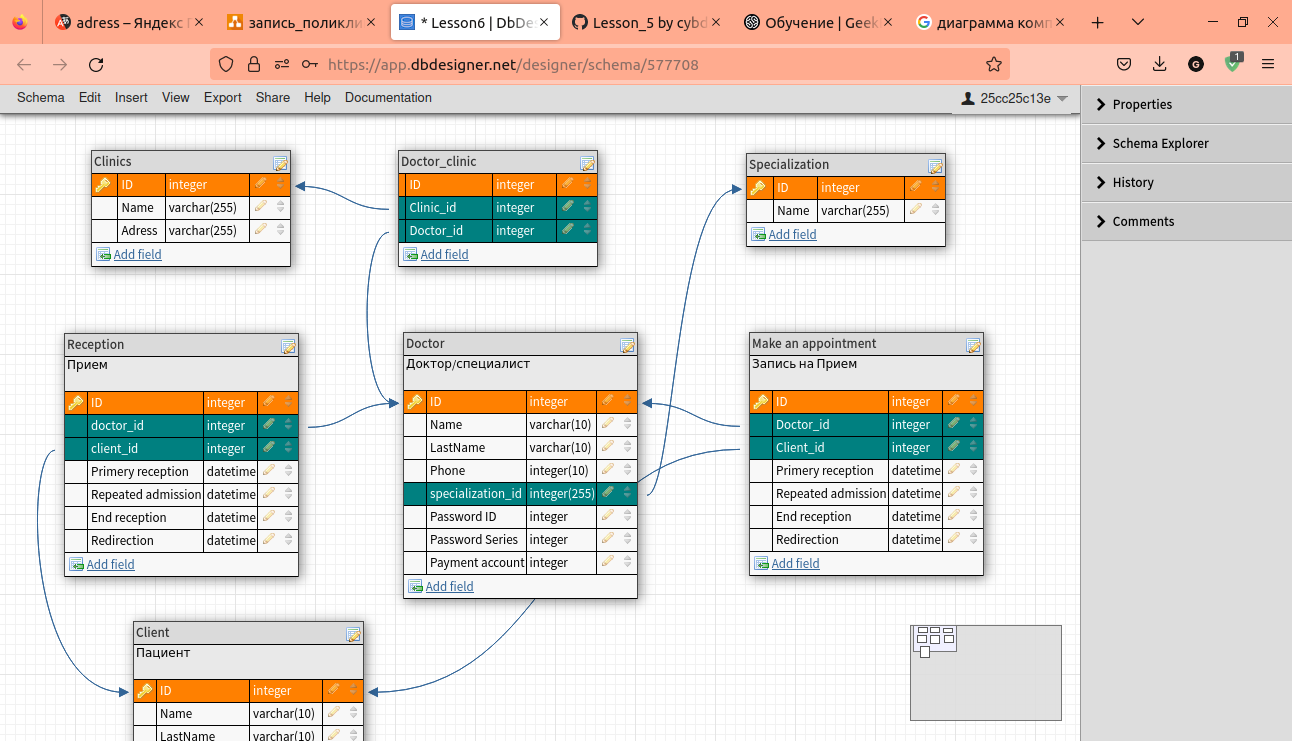 adress – Яндекс
запись_поликли
* Lesson6 | DbDe
Lesson_5 by cybd
Обучение | Geek
диаграмма комп
https://app.dbdesigner.net/designer/schema/577708
G
1
Schema Edit Insert View Export Share Help Documentation
25cc25c13e
Properties
Schema Explorer
History
Comments
Clinics
ID integer
Name varchar(255)
Adress varchar(255)
Add field
Doctor_clinic
ID integer
Clinic_id integer
Doctor_id integer
Add field
Specialization
ID integer
Name varchar(255)
Add field
Reception
Прием
ID integer
doctor_id integer
client_id integer
Primery reception datetime
Repeated admission datetime
End reception datetime
Redirection datetime
Add field
Doctor
Доктор/специалист
ID integer
Name varchar(10)
LastName varchar(10)
Phone integer(10)
specialization_id integer(255)
Password ID integer
Password Series integer
Payment account integer
Add field
Make an appointment
Запись на Прием
ID integer
Doctor_id integer
Client_id integer
Primery reception datetime
Repeated admission datetime
End reception datetime
Redirection datetime
Add field
Client
Пациент
ID integer
Name varchar(10)
LastName varchar(10)